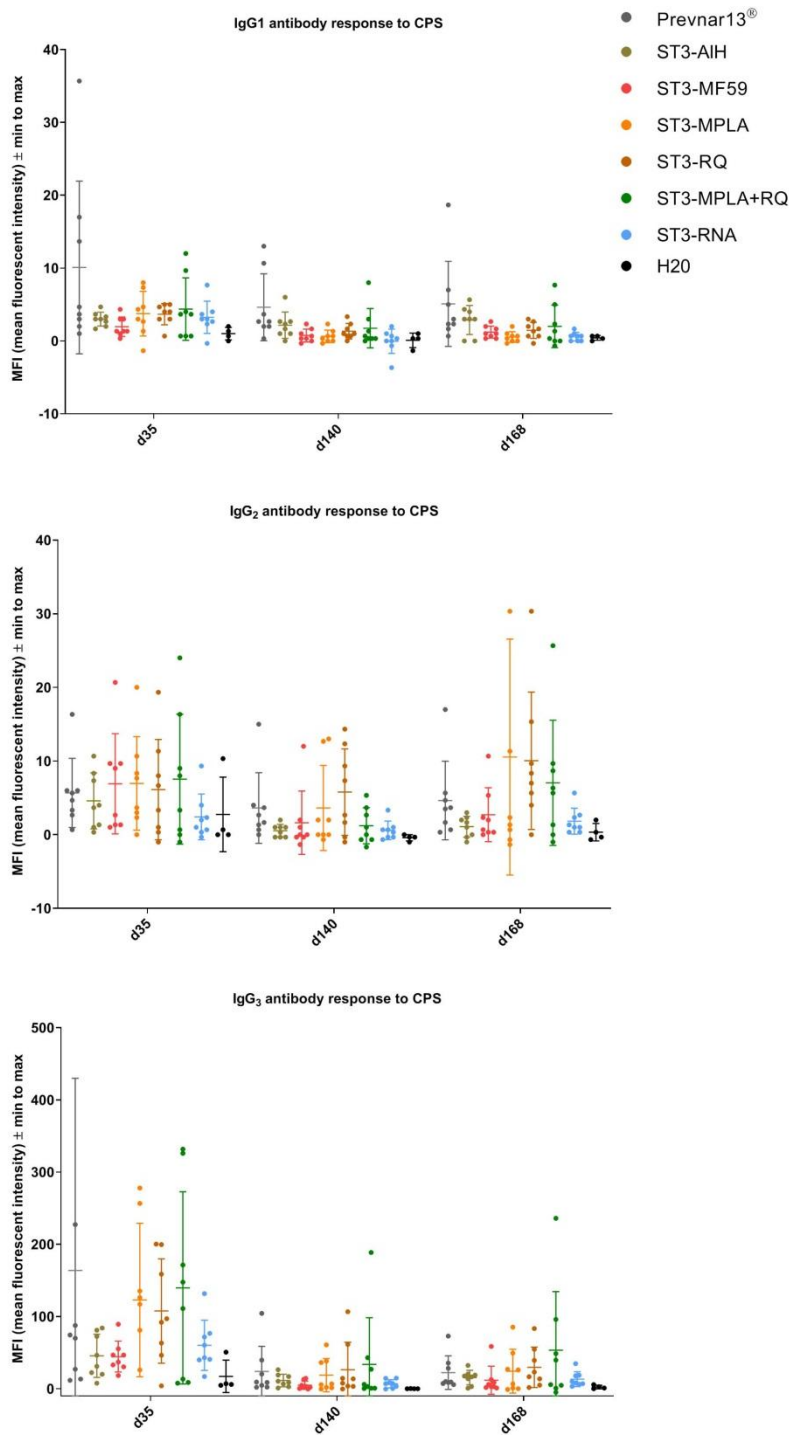 IgG1 antibody response to CPS
MFI (mean fluorescent intensity) ± min to max
40
30
20
10
0
-10
d35
d140
d168
Prevnar13®
ST3-AlH
ST3-MF59
ST3-MPLA
ST3-RQ
ST3-MPLA+RQ
ST3-RNA
H20
IgG₂ antibody response to CPS
MFI (mean fluorescent intensity) ± min to max
40
30
20
10
0
-10
d35
d140
d168
IgG₃ antibody response to CPS
MFI (mean fluorescent intensity) ± min to max
500
400
300
200
100
0
d35
d140
d168